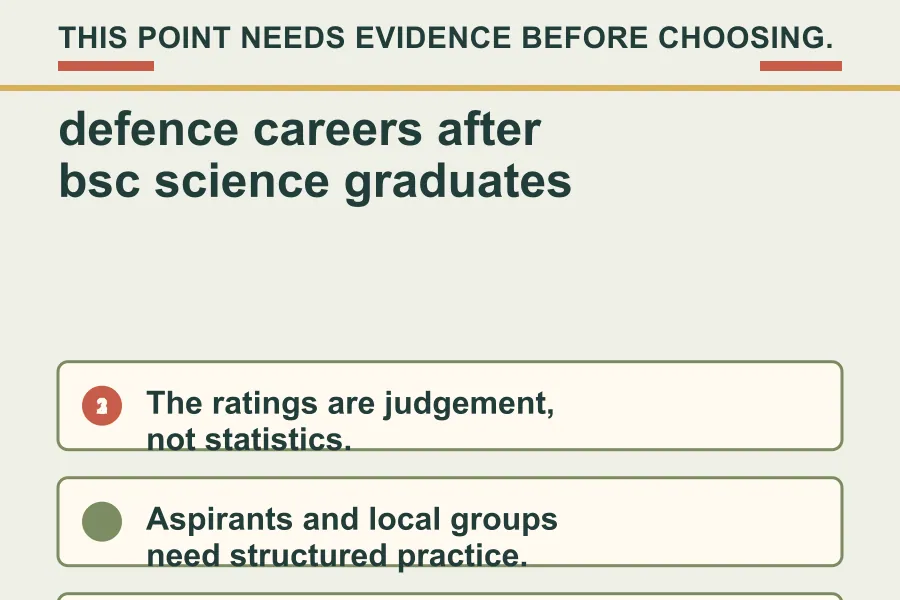 THIS POINT NEEDS EVIDENCE BEFORE CHOOSING.
defence careers after
bsc science graduates
The ratings are judgement,
not statistics.
Aspirants and local groups
need structured practice.